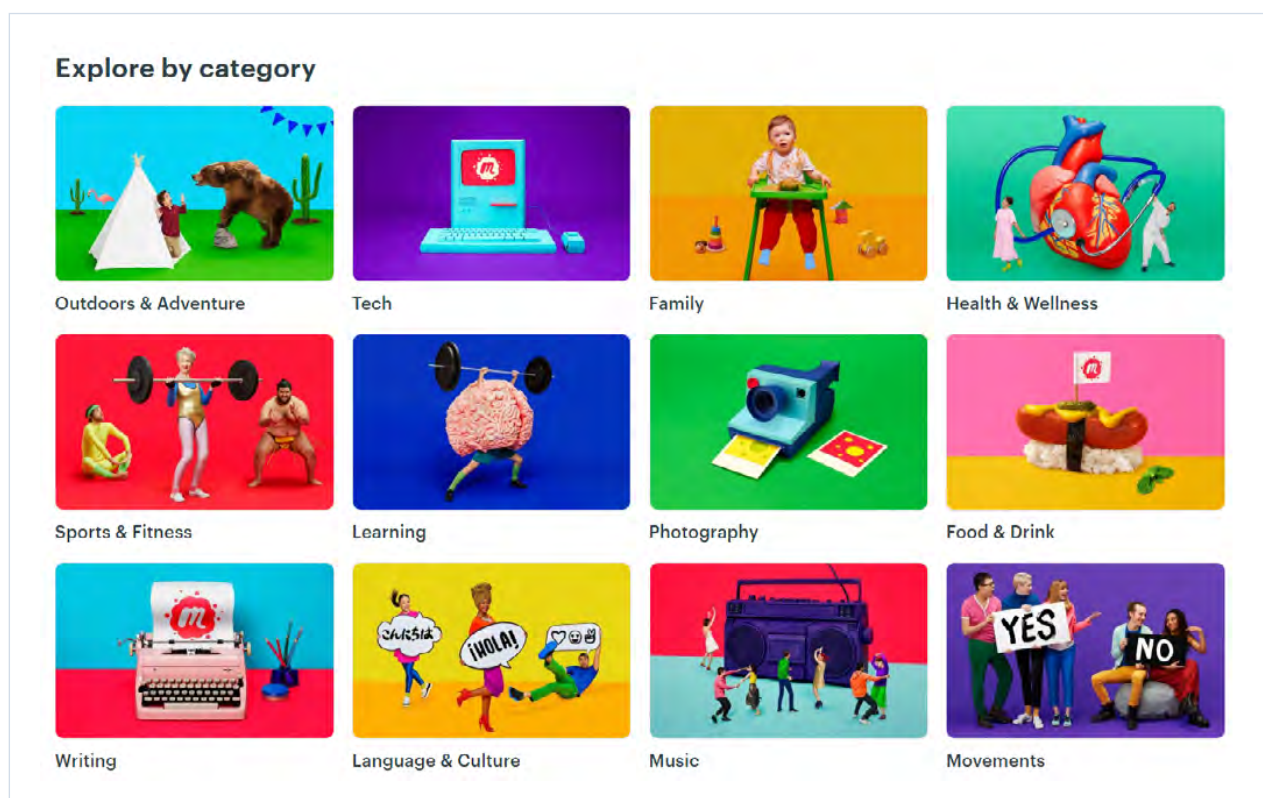 Explore by category
Outdoors & Adventure
Tech
Family
Health & Wellness
Sports & Fitness
Learning
Photography
Food & Drink
こんにちは
¡HOLA!
YES
NO
Writing
Language & Culture
Music
Movements